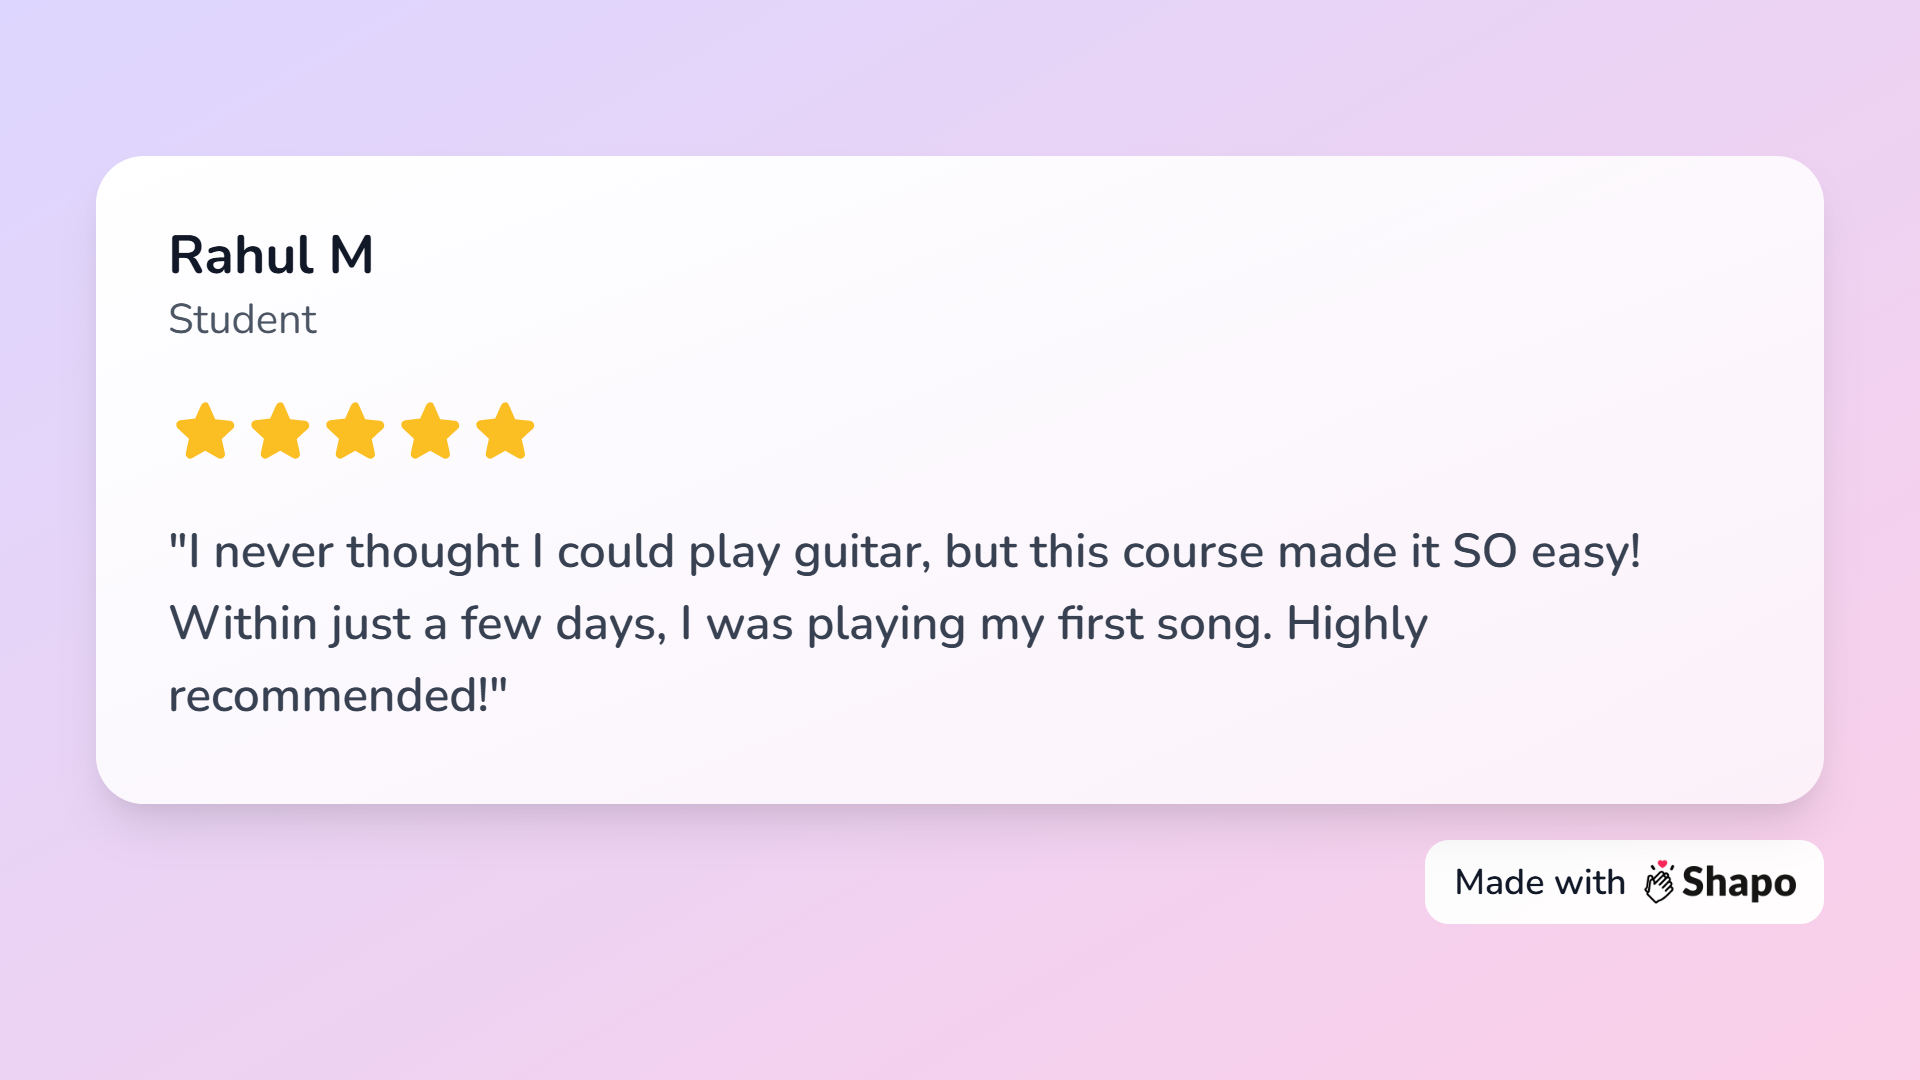 Rahul M
Student
"I never thought I could play guitar, but this course made it SO easy!
Within just a few days, I was playing my first song. Highly
recommended!"
Made with Shapo